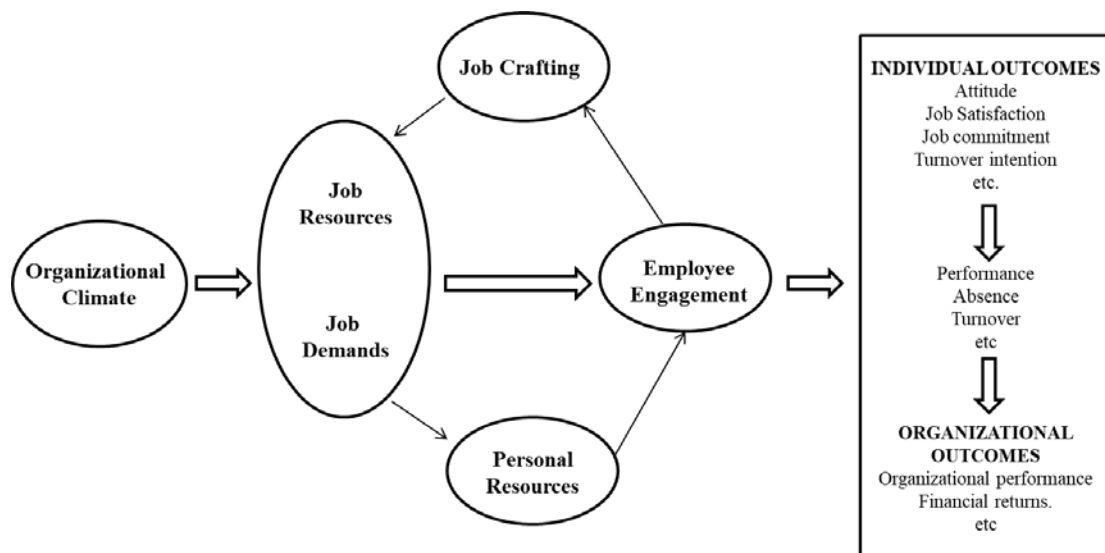 Job Crafting
Job
Resources
Job
Demands
Organizational
Climate
Employee
Engagement
Personal
Resources
INDIVIDUAL OUTCOMES
Attitude
Job Satisfaction
Job commitment
Turnover intention
etc.
Performance
Absence
Turnover
etc
ORGANIZATIONAL
OUTCOMES
Organizational performance
Financial returns.
etc